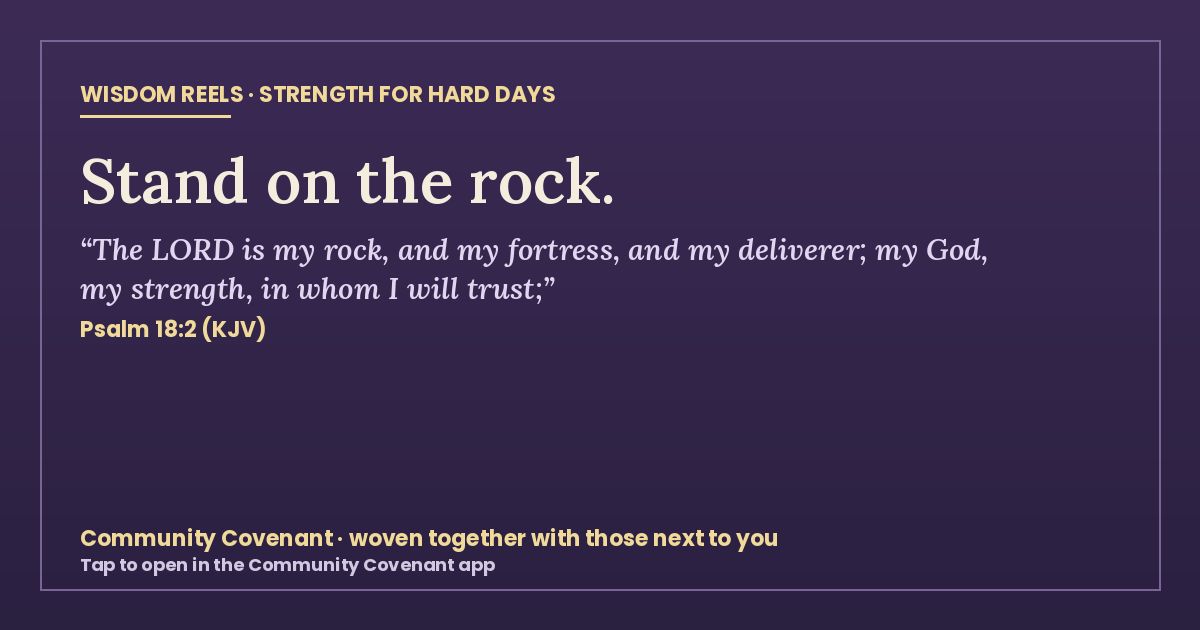 WISDOM REELS · STRENGTH FOR HARD DAYS
Stand on the rock.
“The LORD is my rock, and my fortress, and my deliverer; my God,
my strength, in whom I will trust;”
Psalm 18:2 (KJV)
Community Covenant · woven together with those next to you
Tap to open in the Community Covenant app